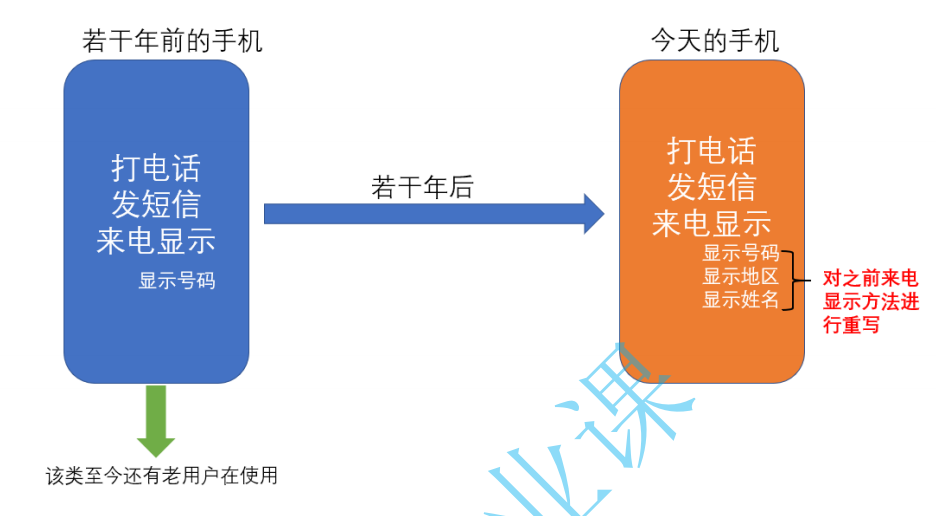 若干年前的手机
今天的手机
打电话
发短信
来电显示
显示号码
若干年后
打电话
发短信
来电显示
显示号码
显示地区
显示姓名
对之前来电
显示方法进
行重写
该类至今还有老用户在使用
业课